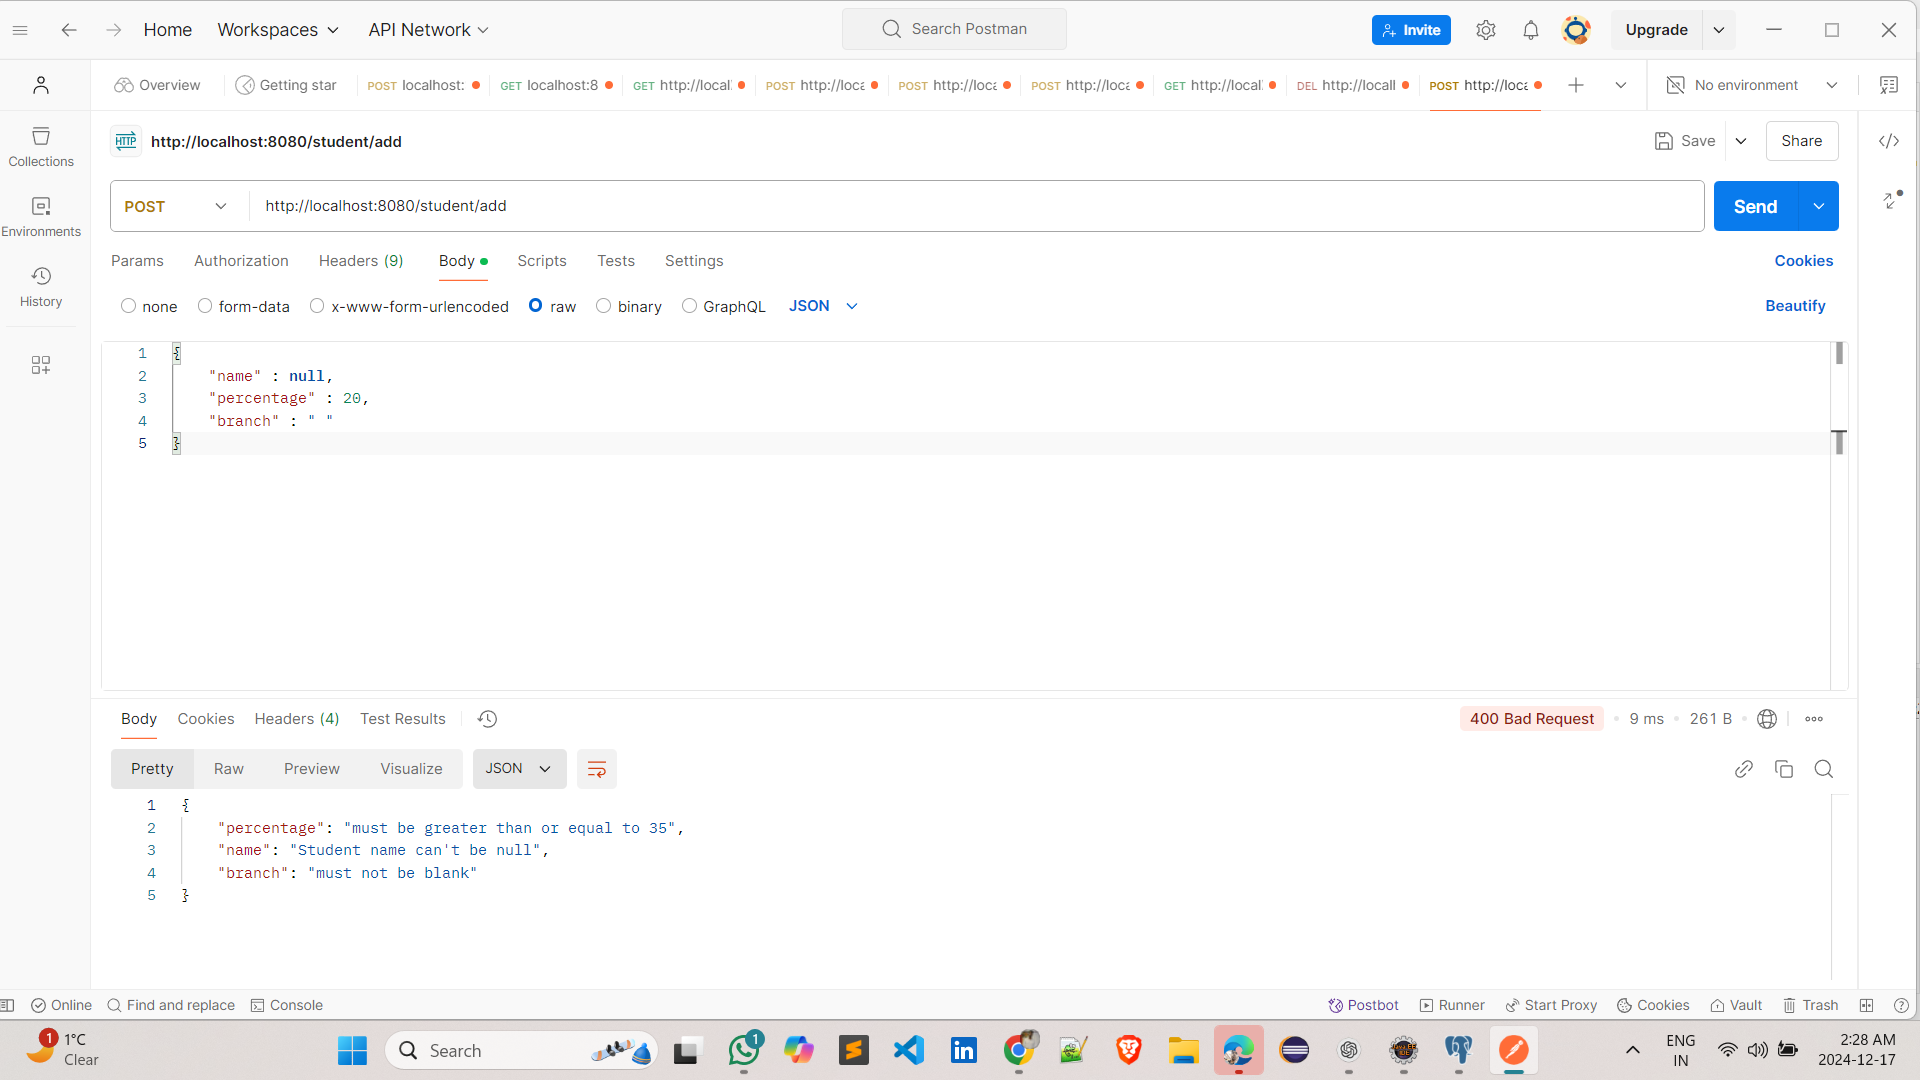 Home Workspaces API Network Search Postman Invite Upgrade
Overview Getting star POST localhost: GET localhost:8 GET http://local POST http://loca POST http://loca POST http://loca GET http://local DEL http://locall POST http://loca No environment
HTTP http://localhost:8080/student/add Save Share
Collections
Environments
History
POST http://localhost:8080/student/add Send
Params Authorization Headers (9) Body Scripts Tests Settings Cookies
none form-data x-www-form-urlencoded raw binary GraphQL JSON Beautify
1 {
2 "name" : null,
3 "percentage" : 20,
4 "branch" : " "
5 }
Body Cookies Headers (4) Test Results 400 Bad Request 9 ms 261 B
Pretty Raw Preview Visualize JSON
1 {
2 "percentage": "must be greater than or equal to 35",
3 "name": "Student name can't be null",
4 "branch": "must not be blank"
5 }
Online Find and replace Console Postbot Runner Start Proxy Cookies Vault Trash
1 1°C
Clear
Search
1
ENG
IN
2:28 AM
2024-12-17